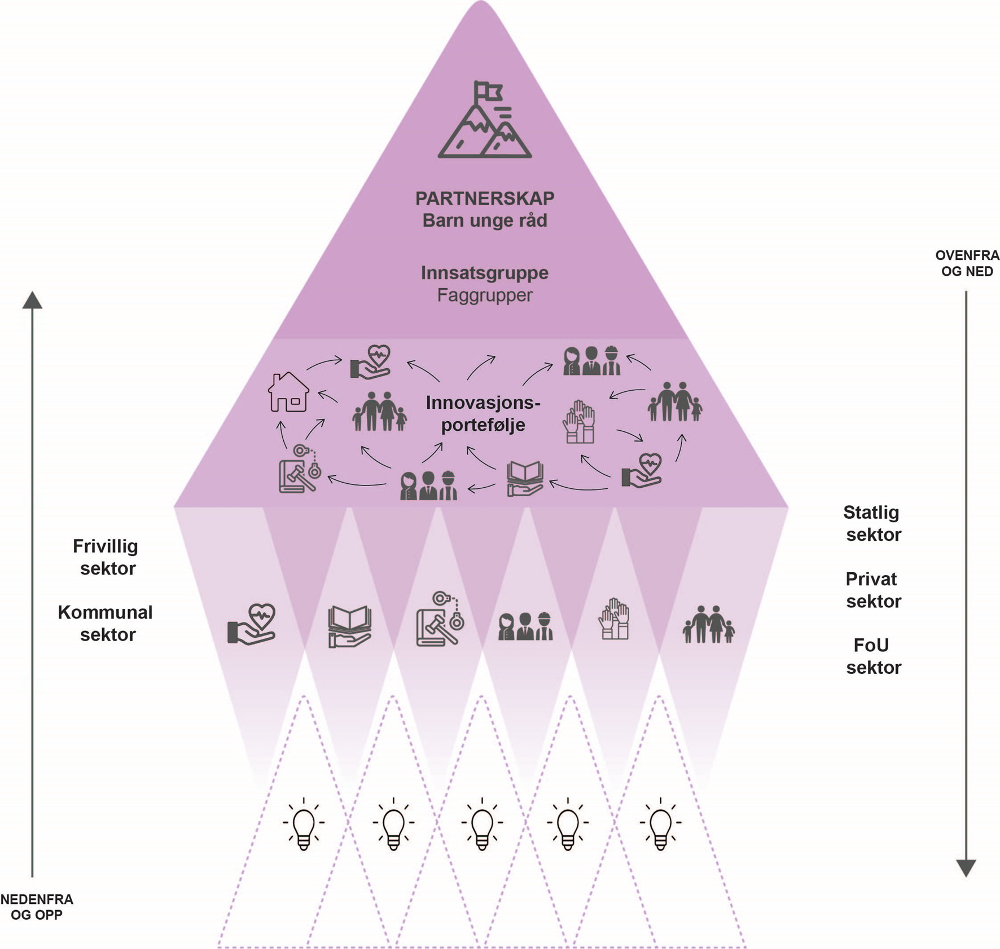 PARTNERSKAP
Barn unge råd
Innsatsgruppe
Faggrupper
OVENFRA
OG NED
Innovasjons-
portefølje
Frivillig
sektor
Kommunal
sektor
Statlig
sektor
Privat
sektor
FoU
sektor
NEDENFRA
OG OPP